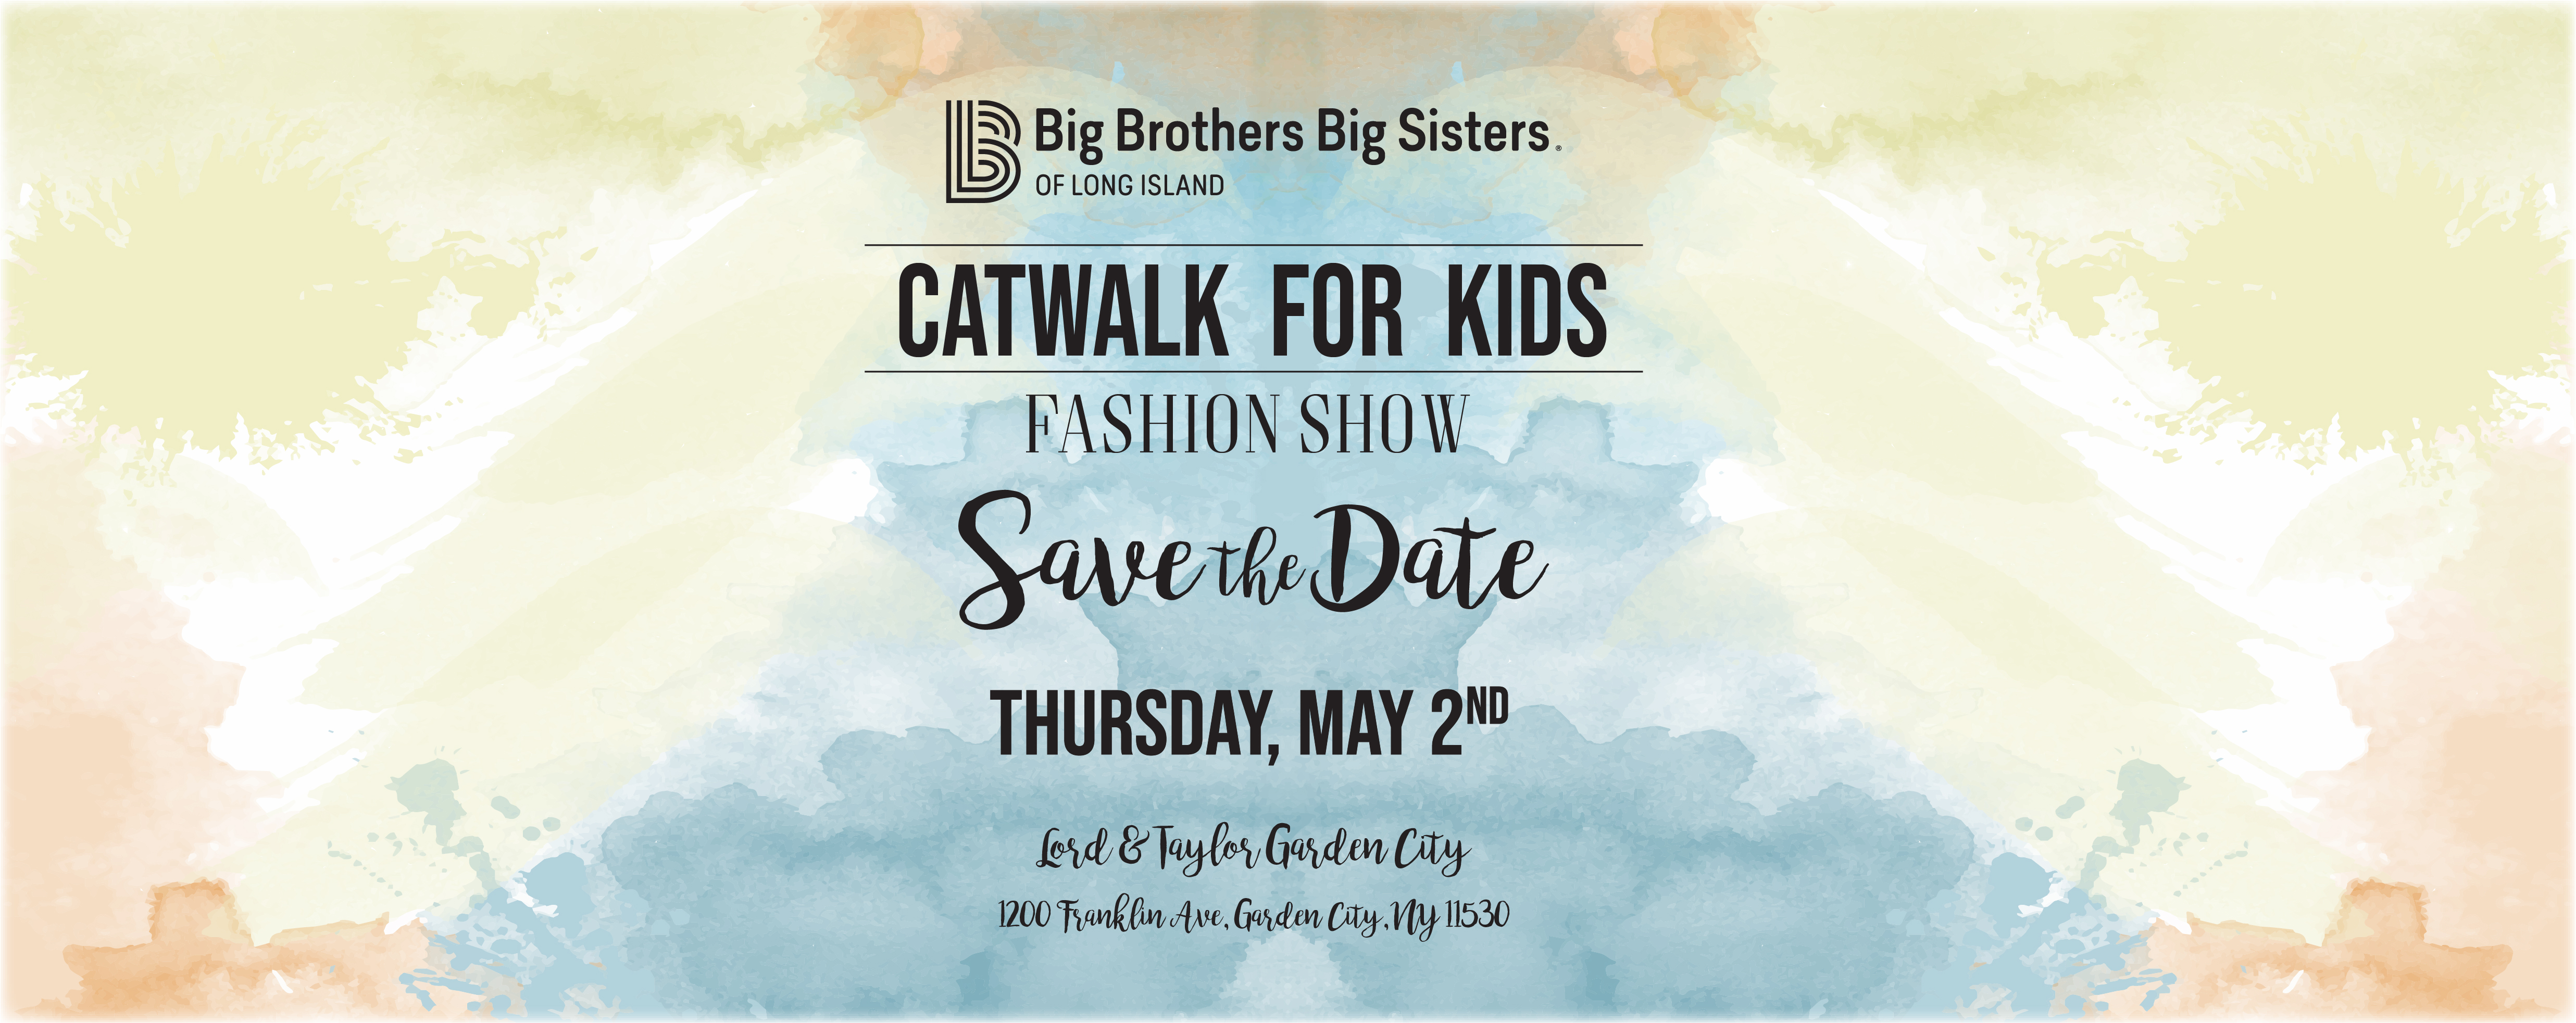 Big Brothers Big Sisters®
OF LONG ISLAND
CATWALK FOR KIDS
FASHION SHOW
Save the Date
THURSDAY, MAY 2ND
Lord & Taylor Garden City
1200 Franklin Ave, Garden City, NY 11530